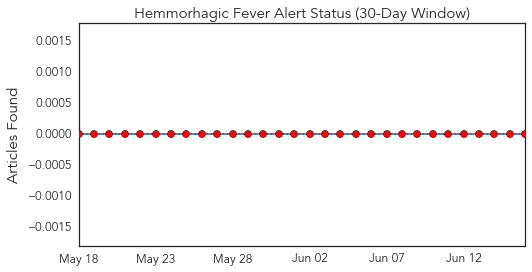 Hemmorhagic Fever Alert Status (30-Day Window)
Articles Found
0.0015
0.0010
0.0005
0.0000
−0.0005
−0.0010
−0.0015
May 18 May 23 May 28 Jun 02 Jun 07 Jun 12